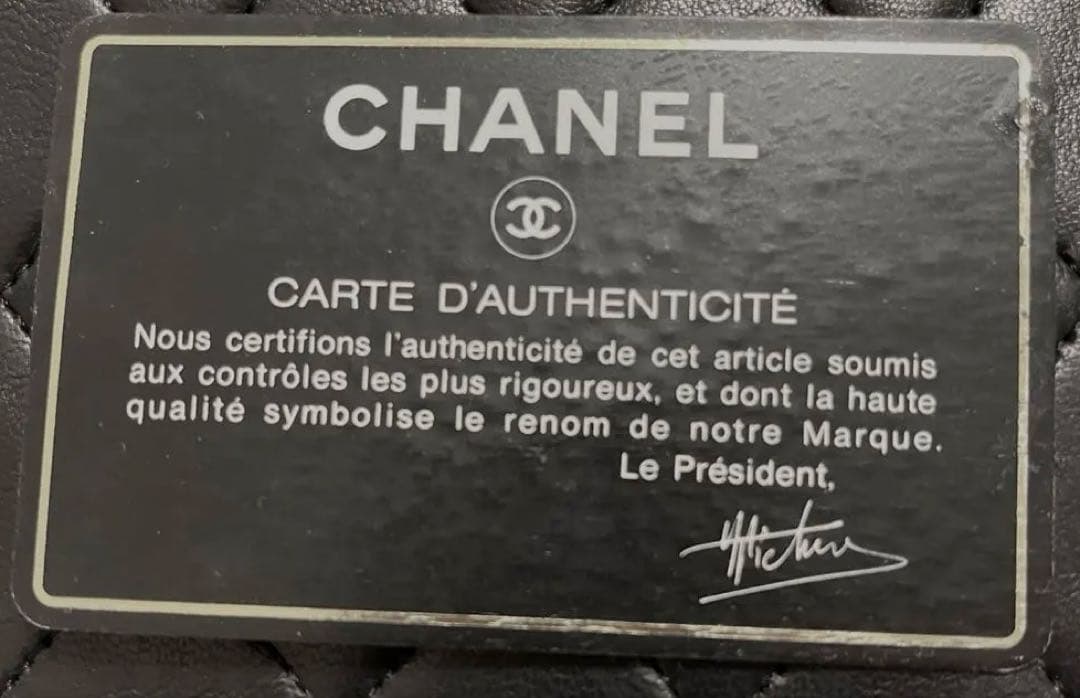 CHANEL
CARTE D'AUTHENTICITÉ
Nous certifions l'authenticité de cet article soumis
aux contrôles les plus rigoureux, et dont la haute
qualité symbolise le renom de notre Marque.
Le Président,